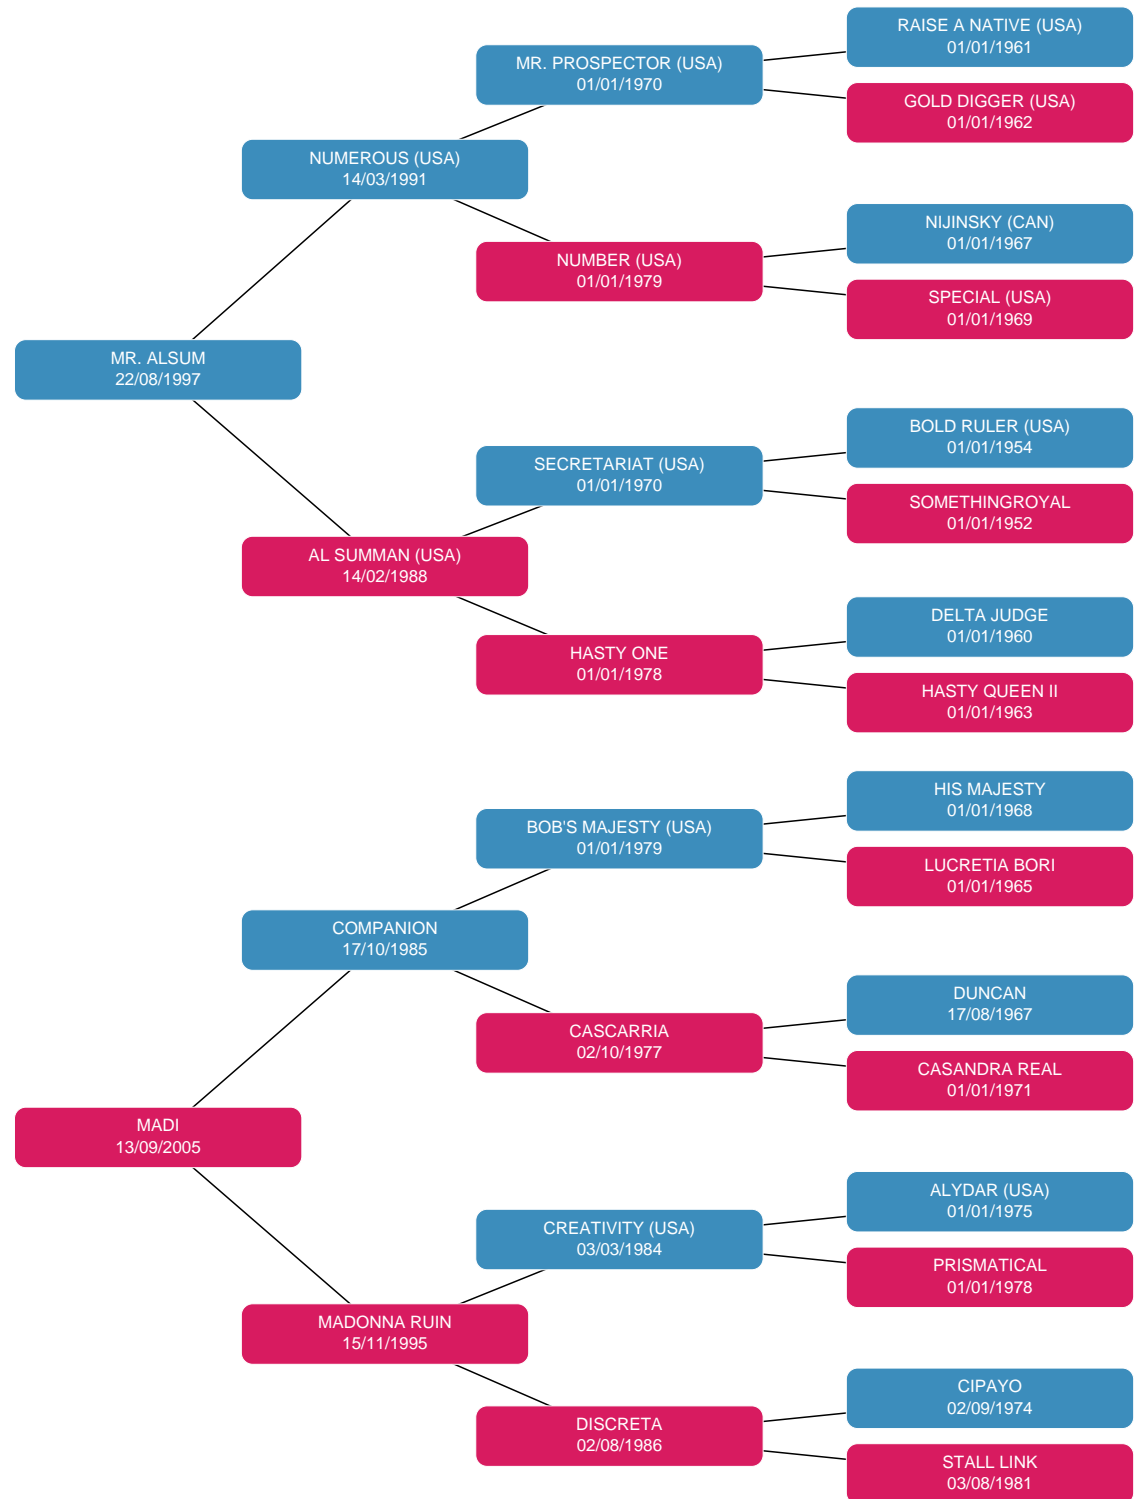 RAISE A NATIVE (USA)
01/01/1961
MR. PROSPECTOR (USA)
01/01/1970
GOLD DIGGER (USA)
01/01/1962
NUMEROUS (USA)
14/03/1991
NIJINSKY (CAN)
01/01/1967
NUMBER (USA)
01/01/1979
SPECIAL (USA)
01/01/1969
MR. ALSUM
22/08/1997
BOLD RULER (USA)
01/01/1954
SECRETARIAT (USA)
01/01/1970
SOMETHINGROYAL
01/01/1952
AL SUMMAN (USA)
14/02/1988
DELTA JUDGE
01/01/1960
HASTY ONE
01/01/1978
HASTY QUEEN II
01/01/1963
HIS MAJESTY
01/01/1968
BOB'S MAJESTY (USA)
01/01/1979
LUCRETIA BORI
01/01/1965
COMPANION
17/10/1985
DUNCAN
17/08/1967
CASCARRIA
02/10/1977
CASANDRA REAL
01/01/1971
MADI
13/09/2005
ALYDAR (USA)
01/01/1975
CREATIVITY (USA)
03/03/1984
PRISMATICAL
01/01/1978
MADONNA RUIN
15/11/1995
CIPAYO
02/09/1974
DISCRETA
02/08/1986
STALL LINK
03/08/1981